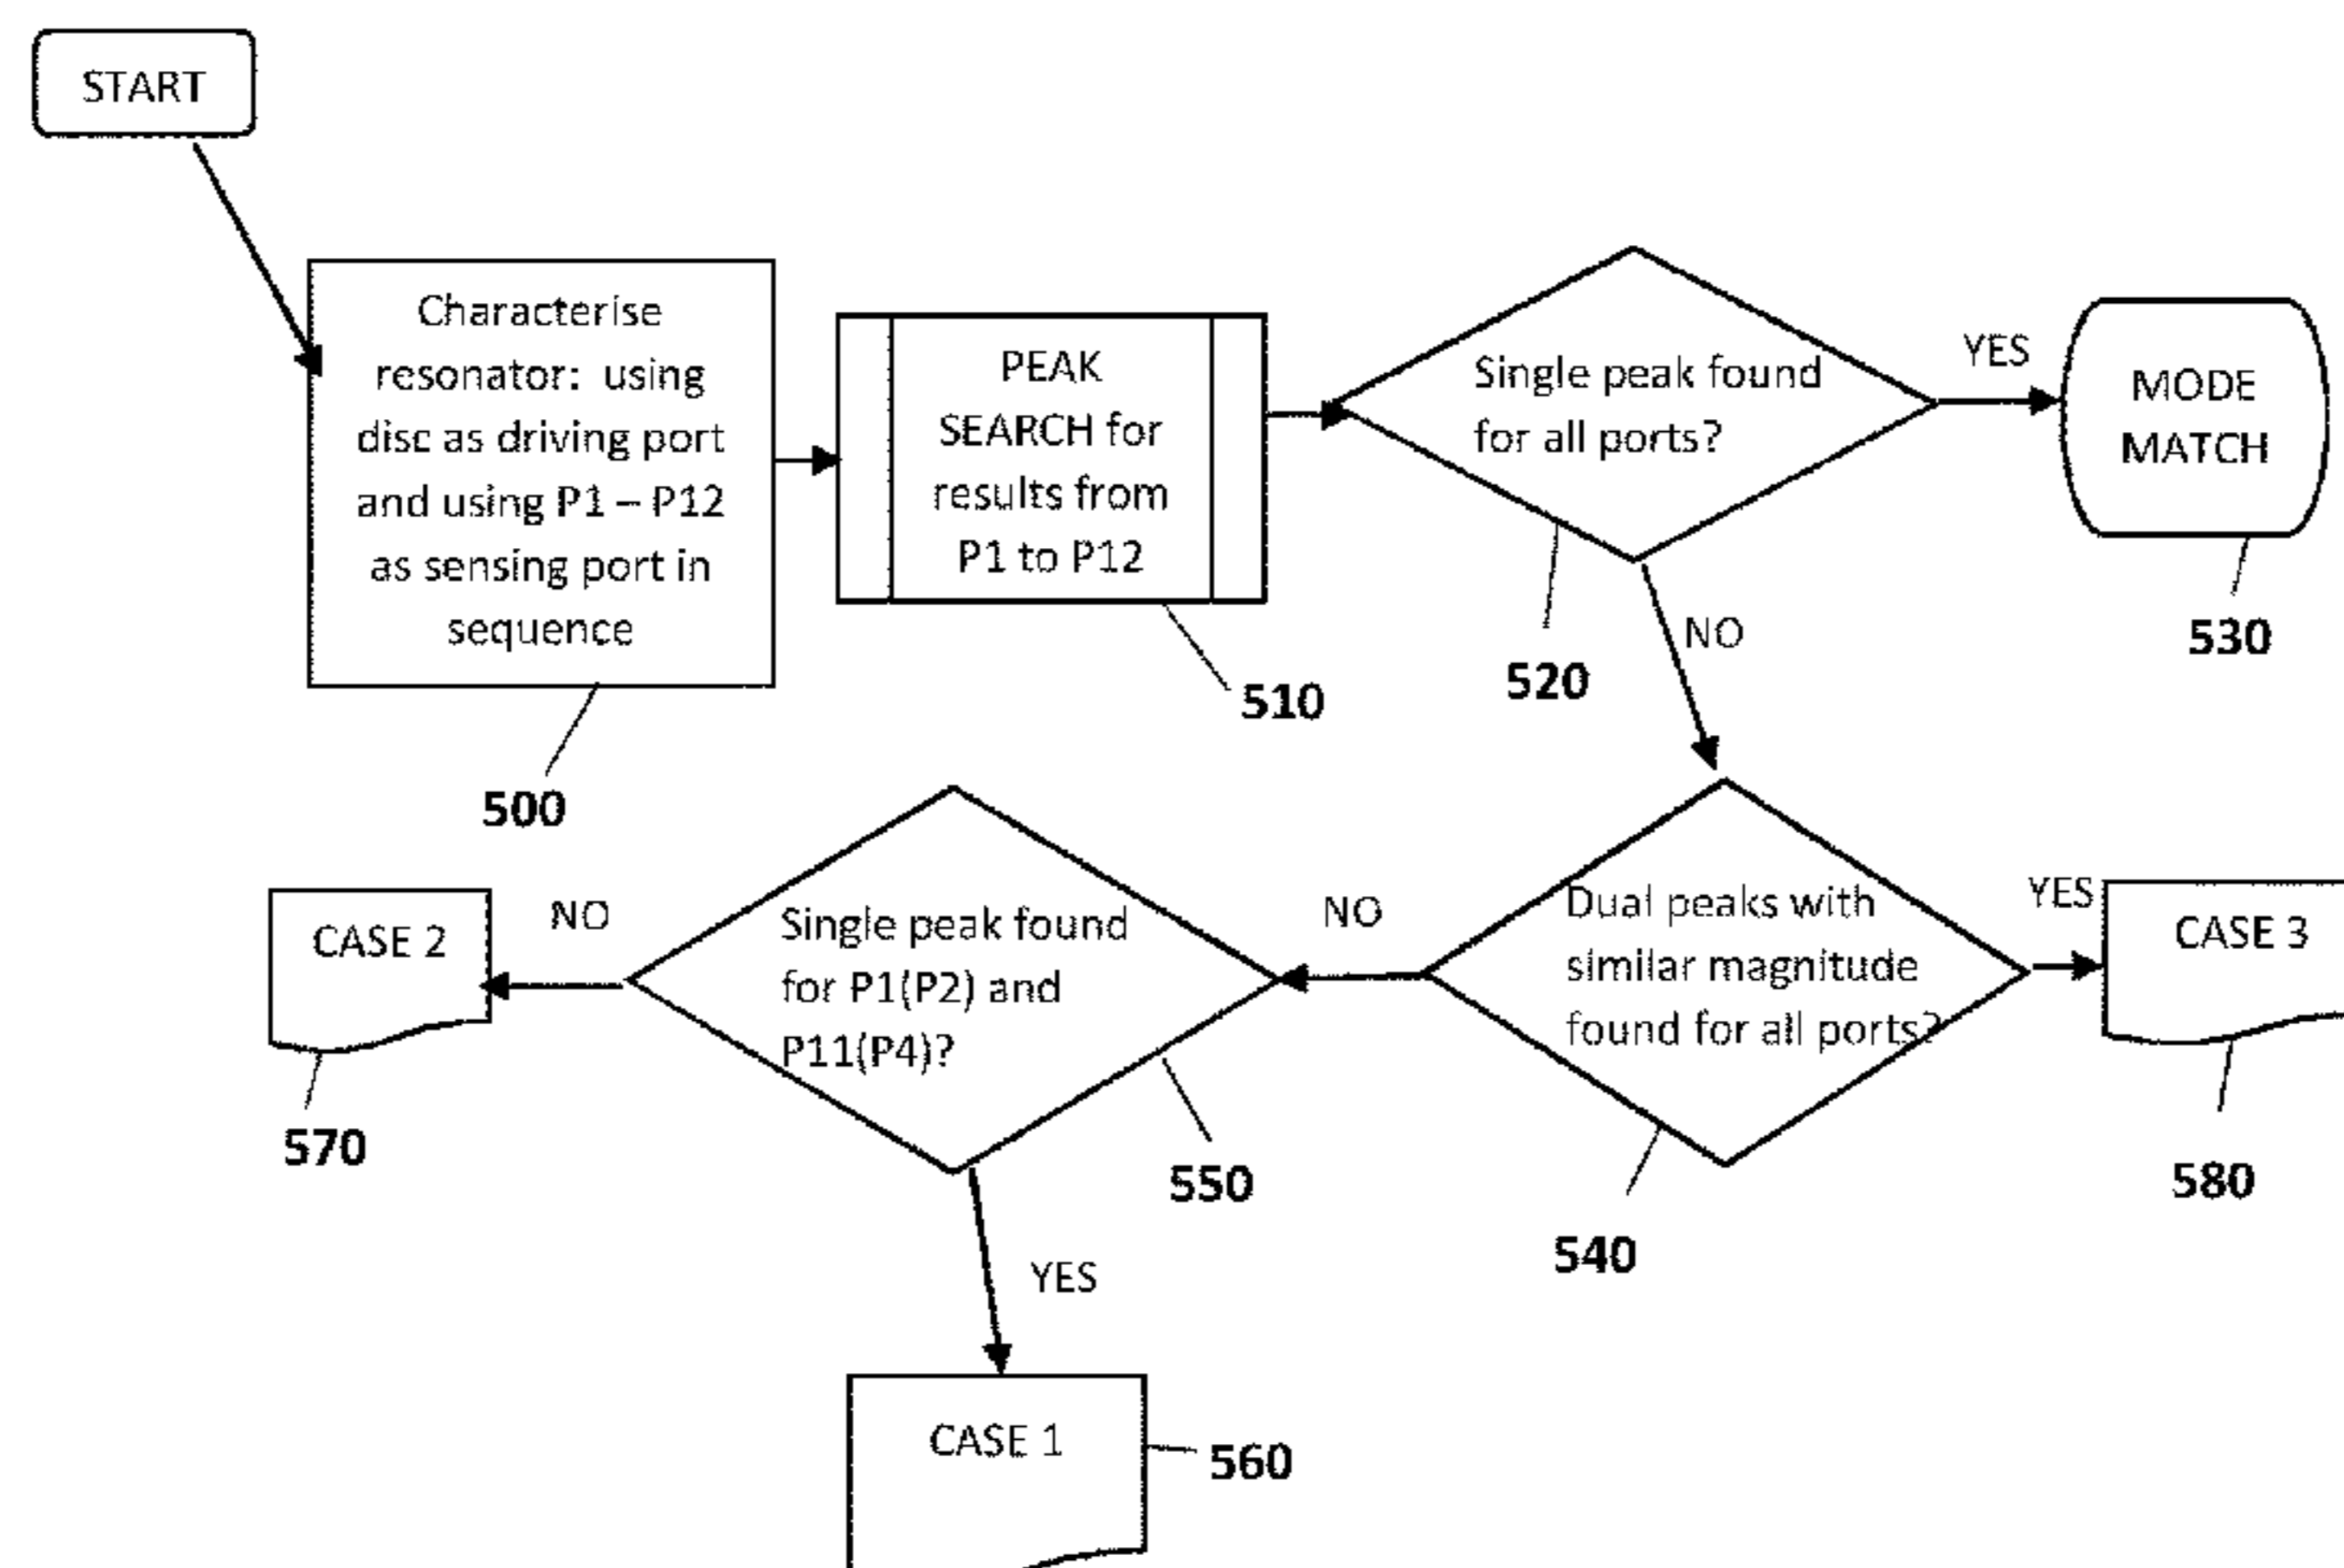 START
Characterise
resonator: using
disc as driving port
and using P1 – P12
as sensing port in
sequence
500
PEAK
SEARCH for
results from
P1 to P12
510
Single peak found
for all ports?
520
YES
MODE
MATCH
530
NO
Dual peaks with
similar magnitude
found for all ports?
540
YES
CASE 3
580
NO
Single peak found
for P1(P2) and
P11(P4)?
550
NO
CASE 2
570
YES
CASE 1
560